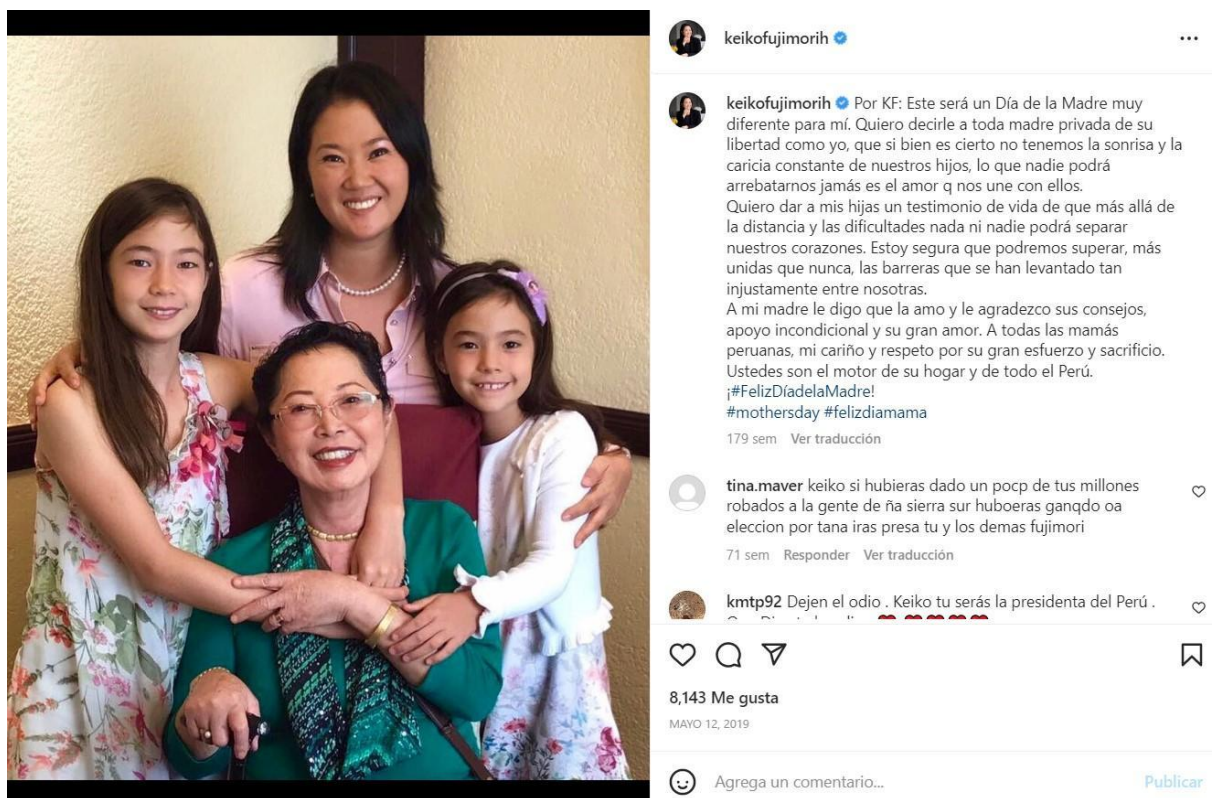 keikofujimorih
keikofujimorih Por KF: Este será un Día de la Madre muy
diferente para mí. Quiero decirle a toda madre privada de su
libertad como yo, que si bien es cierto no tenemos la sonrisa y la
caricia constante de nuestros hijos, lo que nadie podrá
arrebatarnos jamás es el amor q nos une con ellos.
Quiero dar a mis hijas un testimonio de vida de que más allá de
la distancia y las dificultades nada ni nadie podrá separar
nuestros corazones. Estoy segura que podremos superar, más
unidas que nunca, las barreras que se han levantado tan
injustamente entre nosotras.
A mi madre le digo que la amo y le agradezco sus consejos,
apoyo incondicional y su gran amor. A todas las mamás
peruanas, mi cariño y respeto por su gran esfuerzo y sacrificio.
Ustedes son el motor de su hogar y de todo el Perú.
¡#FelizDíadelaMadre!
#mothersday #felizdiamama
179 sem Ver traducción
tina.maver keiko si hubieras dado un pocp de tus millones
robados a la gente de ña sierra sur huboeras ganqdo oa
eleccion por tana iras presa tu y los demas fujimori
71 sem Responder Ver traducción
kmtp92 Dejen el odio . Keiko tu serás la presidenta del Perú .
8,143 Me gusta
MAYO 12, 2019
Agrega un comentario...
Publicar